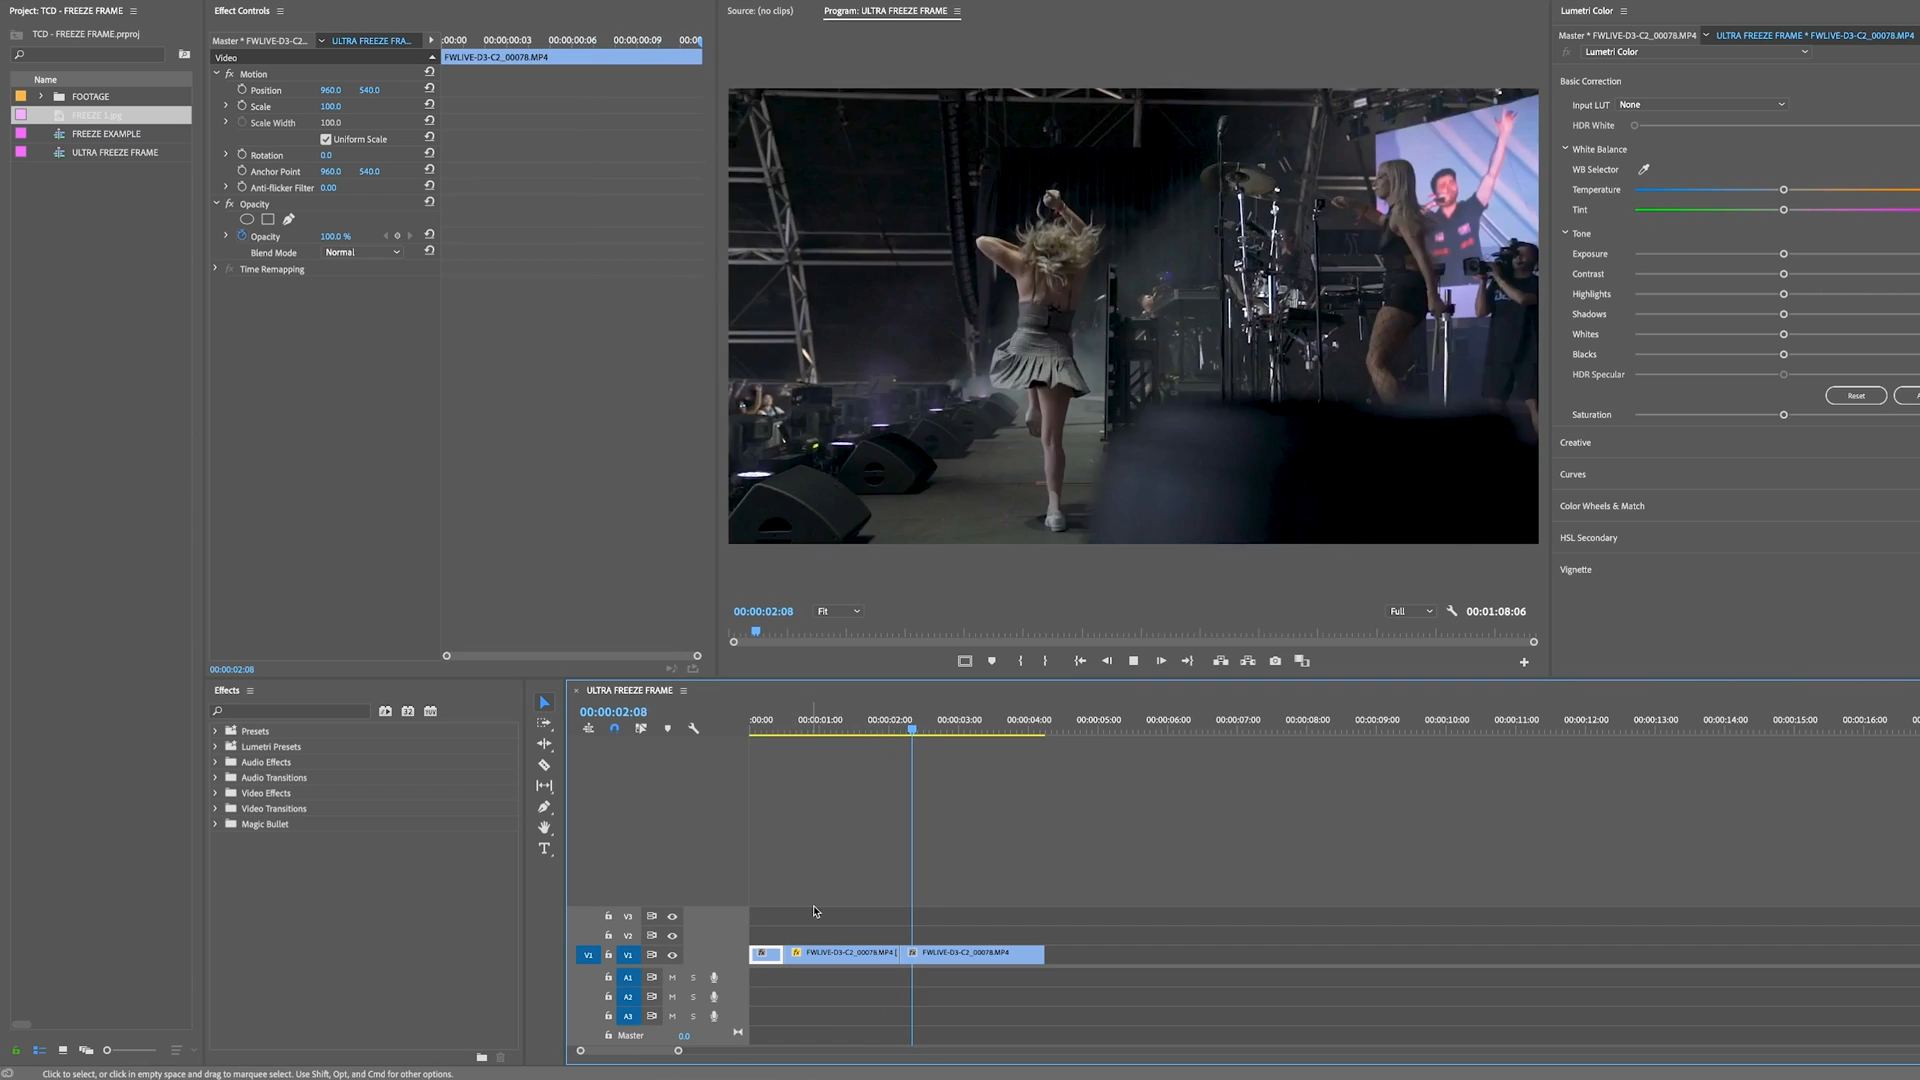 Project: TCD - FREEZE FRAME
TCD - FREEZE FRAME.prproj
Name
FOOTAGE
FREEZE 1.jpg
FREEZE EXAMPLE
ULTRA FREEZE FRAME
Effect Controls
Master * FWLIVE-D3-C2... ULTRA FREEZE FRA...
:00:00 00:00:00:03 00:00:00:06 00:00:00:09 00:00
Video
FWLIVE-D3-C2_00078.MP4
fx Motion
Position 960.0 540.0
Scale 100.0
Scale Width 100.0
Uniform Scale
Rotation 0.0
Anchor Point 960.0 540.0
Anti-flicker Filter 0.00
fx Opacity
Opacity 100.0 %
Blend Mode Normal
fx Time Remapping
00:00:02:08
Source: (no clips) Program: ULTRA FREEZE FRAME
00:00:02:08 Fit Full 00:01:08:06
Lumetri Color
Master * FWLIVE-D3-C2_00078.MP4 ULTRA FREEZE FRAME * FWLIVE-D3-C2_00078.MP4
fx Lumetri Color
Basic Correction
Input LUT None
HDR White
White Balance
WB Selector
Temperature
Tint
Tone
Exposure
Contrast
Highlights
Shadows
Whites
Blacks
HDR Specular
Reset A
Saturation
Creative
Curves
Color Wheels & Match
HSL Secondary
Vignette
Effects
Presets
Lumetri Presets
Audio Effects
Audio Transitions
Video Effects
Video Transitions
Magic Bullet
ULTRA FREEZE FRAME
00:00:02:08
:00:00 00:00:01:00 00:00:02:00 00:00:03:00 00:00:04:00 00:00:05:00 00:00:06:00 00:00:07:00 00:00:08:00 00:00:09:00 00:00:10:00 00:00:11:00 00:00:12:00 00:00:13:00 00:00:14:00 00:00:15:00 00:00:16:00
V3
V2
V1 V1 fx fx FWLIVE-D3-C2_00078.MP4 [ fx FWLIVE-D3-C2_00078.MP4
A1 M S
A2 M S
A3 M S
Master 0.0
Click to select, or click in empty space and drag to marquee select. Use Shift, Opt, and Cmd for other options.